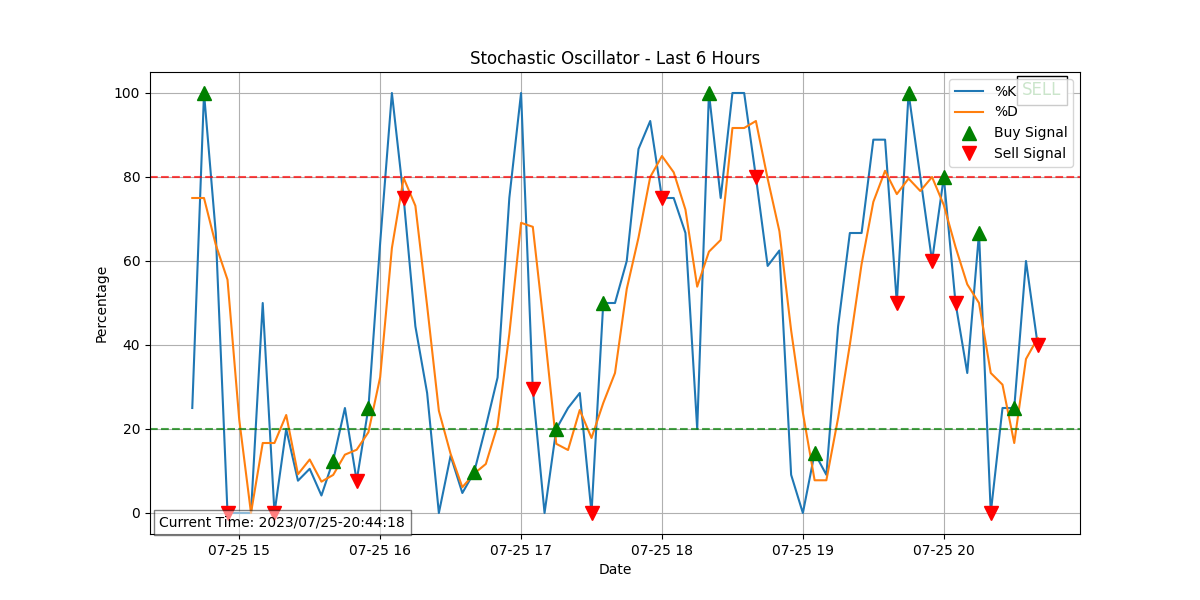 Stochastic Oscillator - Last 6 Hours
SELL
%K
%D
Buy Signal
Sell Signal
Percentage
100
80
60
40
20
0
Current Time: 2023/07/25-20:44:18
07-25 15
07-25 16
07-25 17
07-25 18
07-25 19
07-25 20
Date